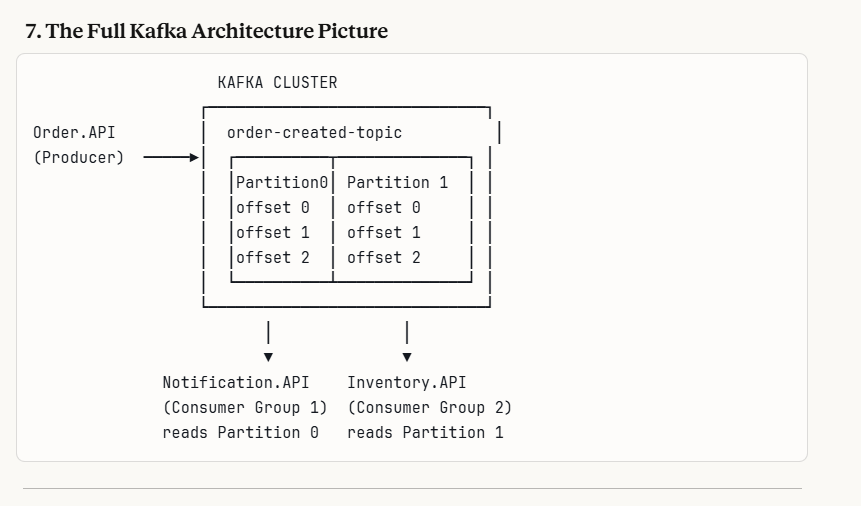 7. The Full Kafka Architecture Picture
KAFKA CLUSTER
Order.API
order-created-topic
(Producer)
Partition0 Partition 1
offset 0 offset 0
offset 1 offset 1
offset 2 offset 2
Notification.API Inventory.API
(Consumer Group 1) (Consumer Group 2)
reads Partition 0 reads Partition 1